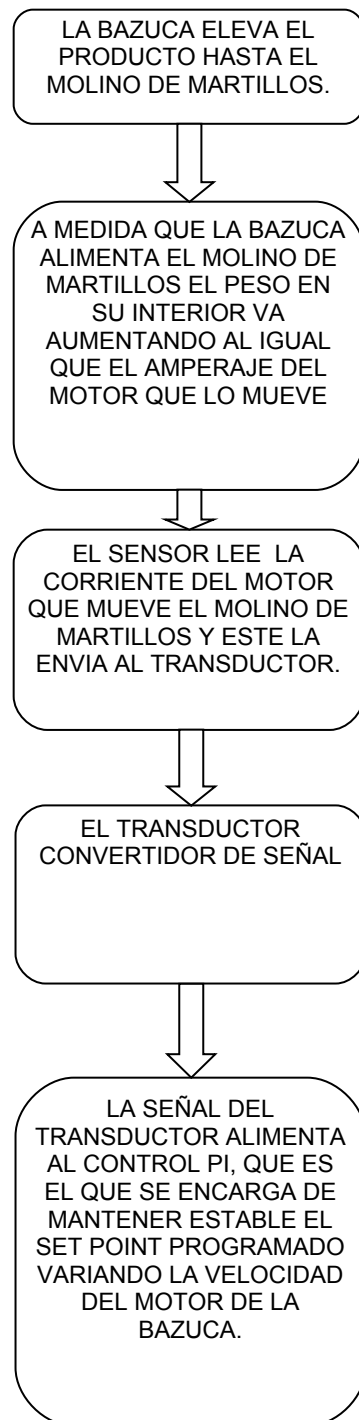 LA BAZUCA ELEVA EL
PRODUCTO HASTA EL
MOLINO DE MARTILLOS.
A MEDIDA QUE LA BAZUCA
ALIMENTA EL MOLINO DE
MARTILLOS EL PESO EN
SU INTERIOR VA
AUMENTANDO AL IGUAL
QUE EL AMPERAJE DEL
MOTOR QUE LO MUEVE
EL SENSOR LEE LA
CORRIENTE DEL MOTOR
QUE MUEVE EL MOLINO DE
MARTILLOS Y ESTE LA
ENVIA AL TRANSDUCTOR.
EL TRANSDUCTOR
CONVERTIDOR DE SEÑAL
LA SEÑAL DEL
TRANSDUCTOR ALIMENTA
AL CONTROL PI, QUE ES
EL QUE SE ENCARGA DE
MANTENER ESTABLE EL
SET POINT PROGRAMADO
VARIANDO LA VELOCIDAD
DEL MOTOR DE LA
BAZUCA.